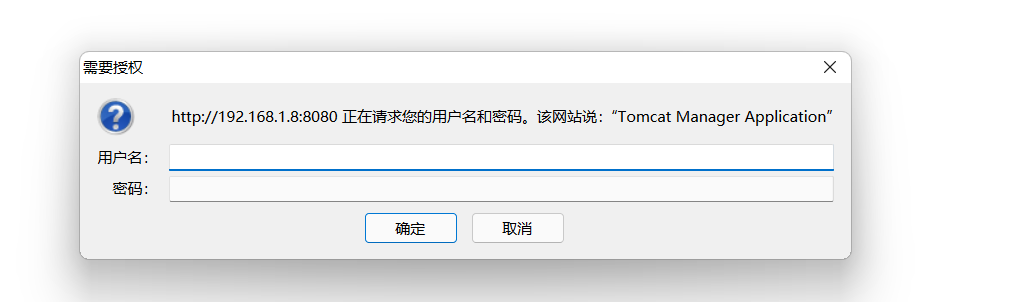 需要授权
http://192.168.1.8:8080 正在请求您的用户名和密码。该网站说：“Tomcat Manager Application”
用户名：
密码：
确定 取消